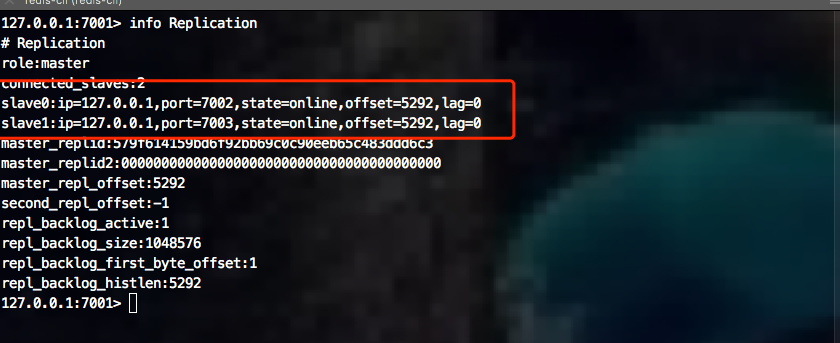 redis-cli (redis-cli)
127.0.0.1:7001> info Replication
# Replication
role:master
connected_slaves:2
slave0:ip=127.0.0.1,port=7002,state=online,offset=5292,lag=0
slave1:ip=127.0.0.1,port=7003,state=online,offset=5292,lag=0
master_replid:579f614159bd6f92bb69c0c90eeb65c483ddd6c3
master_replid2:0000000000000000000000000000000000000000
master_repl_offset:5292
second_repl_offset:-1
repl_backlog_active:1
repl_backlog_size:1048576
repl_backlog_first_byte_offset:1
repl_backlog_histlen:5292
127.0.0.1:7001>